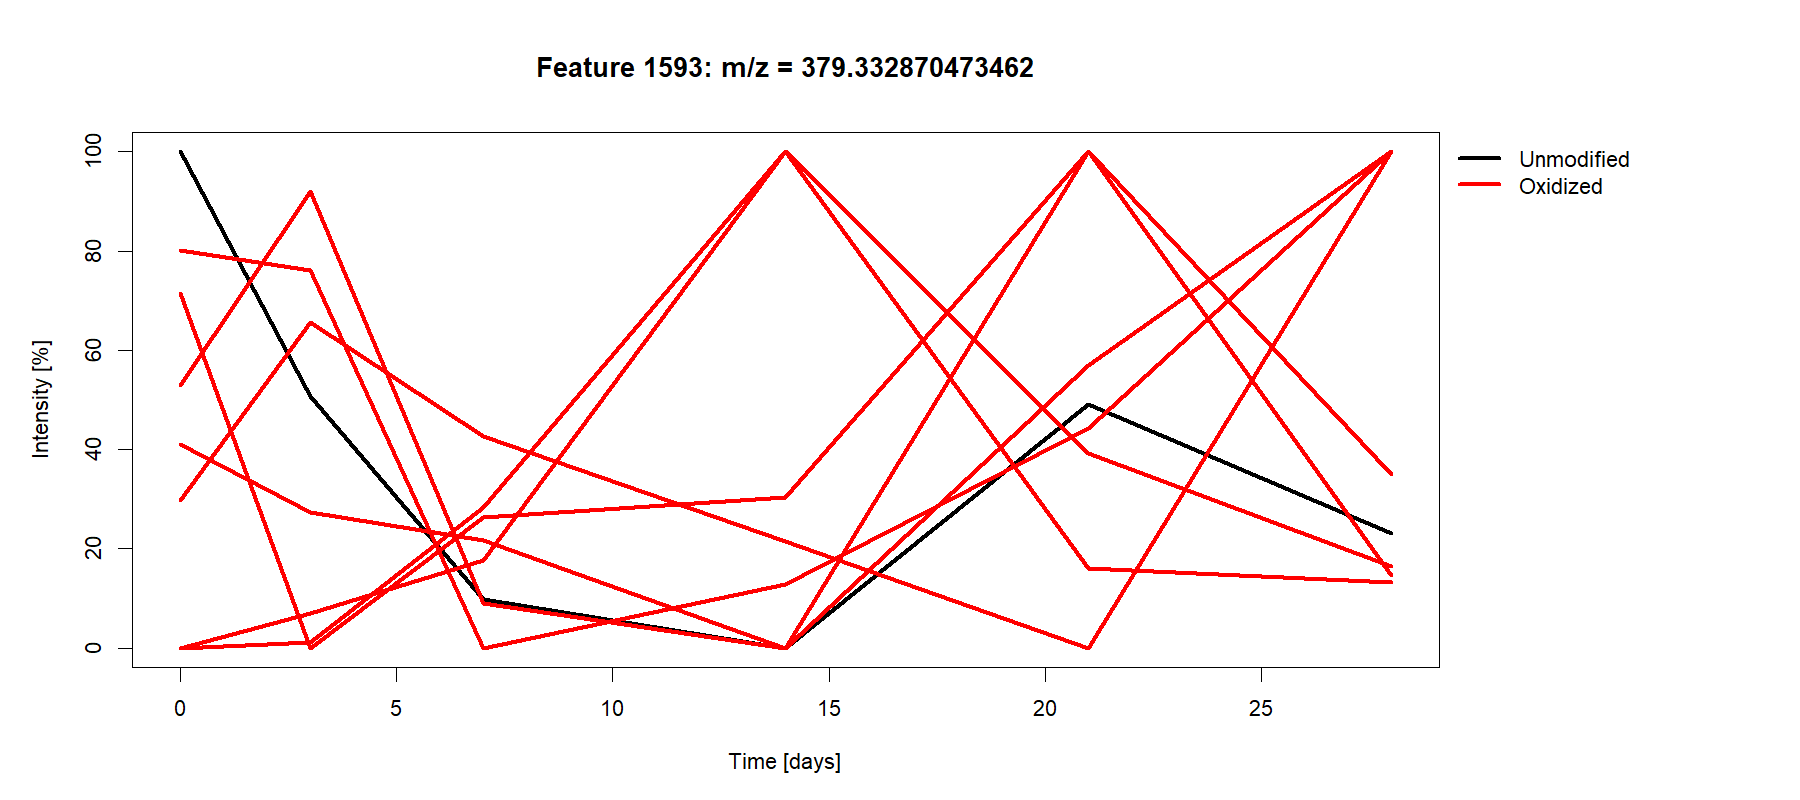 Feature 1593: m/z = 379.332870473462
Unmodified
Oxidized
Intensity [%]
100
80
60
40
20
0
0 5 10 15 20 25
Time [days]